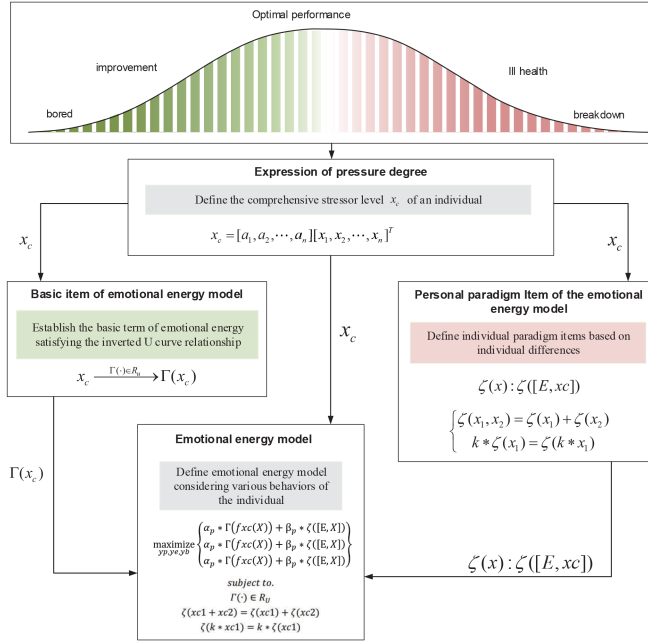 Optimal performance
improvement
Ill health
bored
breakdown
Expression of pressure degree
Define the comprehensive stressor level x_c of an individual
x_c = [a_1, a_2, ⋯, a_n][x_1, x_2, ⋯, x_n]^T
x_c
x_c
Basic item of emotional energy model
Establish the basic term of emotional energy
satisfying the inverted U curve relationship
x_c —Γ(·)∈R_U→ Γ(x_c)
x_c
Personal paradigm Item of the emotional
energy model
Define individual paradigm items based on
individual differences
ζ(x) : ζ([E, xc])
{ζ(x_1, x_2) = ζ(x_1) + ζ(x_2)
k * ζ(x_1) = ζ(k * x_1)
Γ(x_c)
Emotional energy model
Define emotional energy model
considering various behaviors of
the individual
maximize
yp,ye,yb
{α_p * Γ(fxc(X)) + β_p * ζ([E, X])
α_p * Γ(fxc(X)) + β_p * ζ([E, X])
α_p * Γ(fxc(X)) + β_p * ζ([E, X])}
subject to.
Γ(·) ∈ R_U
ζ(xc1 + xc2) = ζ(xc1) + ζ(xc2)
ζ(k * xc1) = k * ζ(xc1)
ζ(x) : ζ([E, xc])